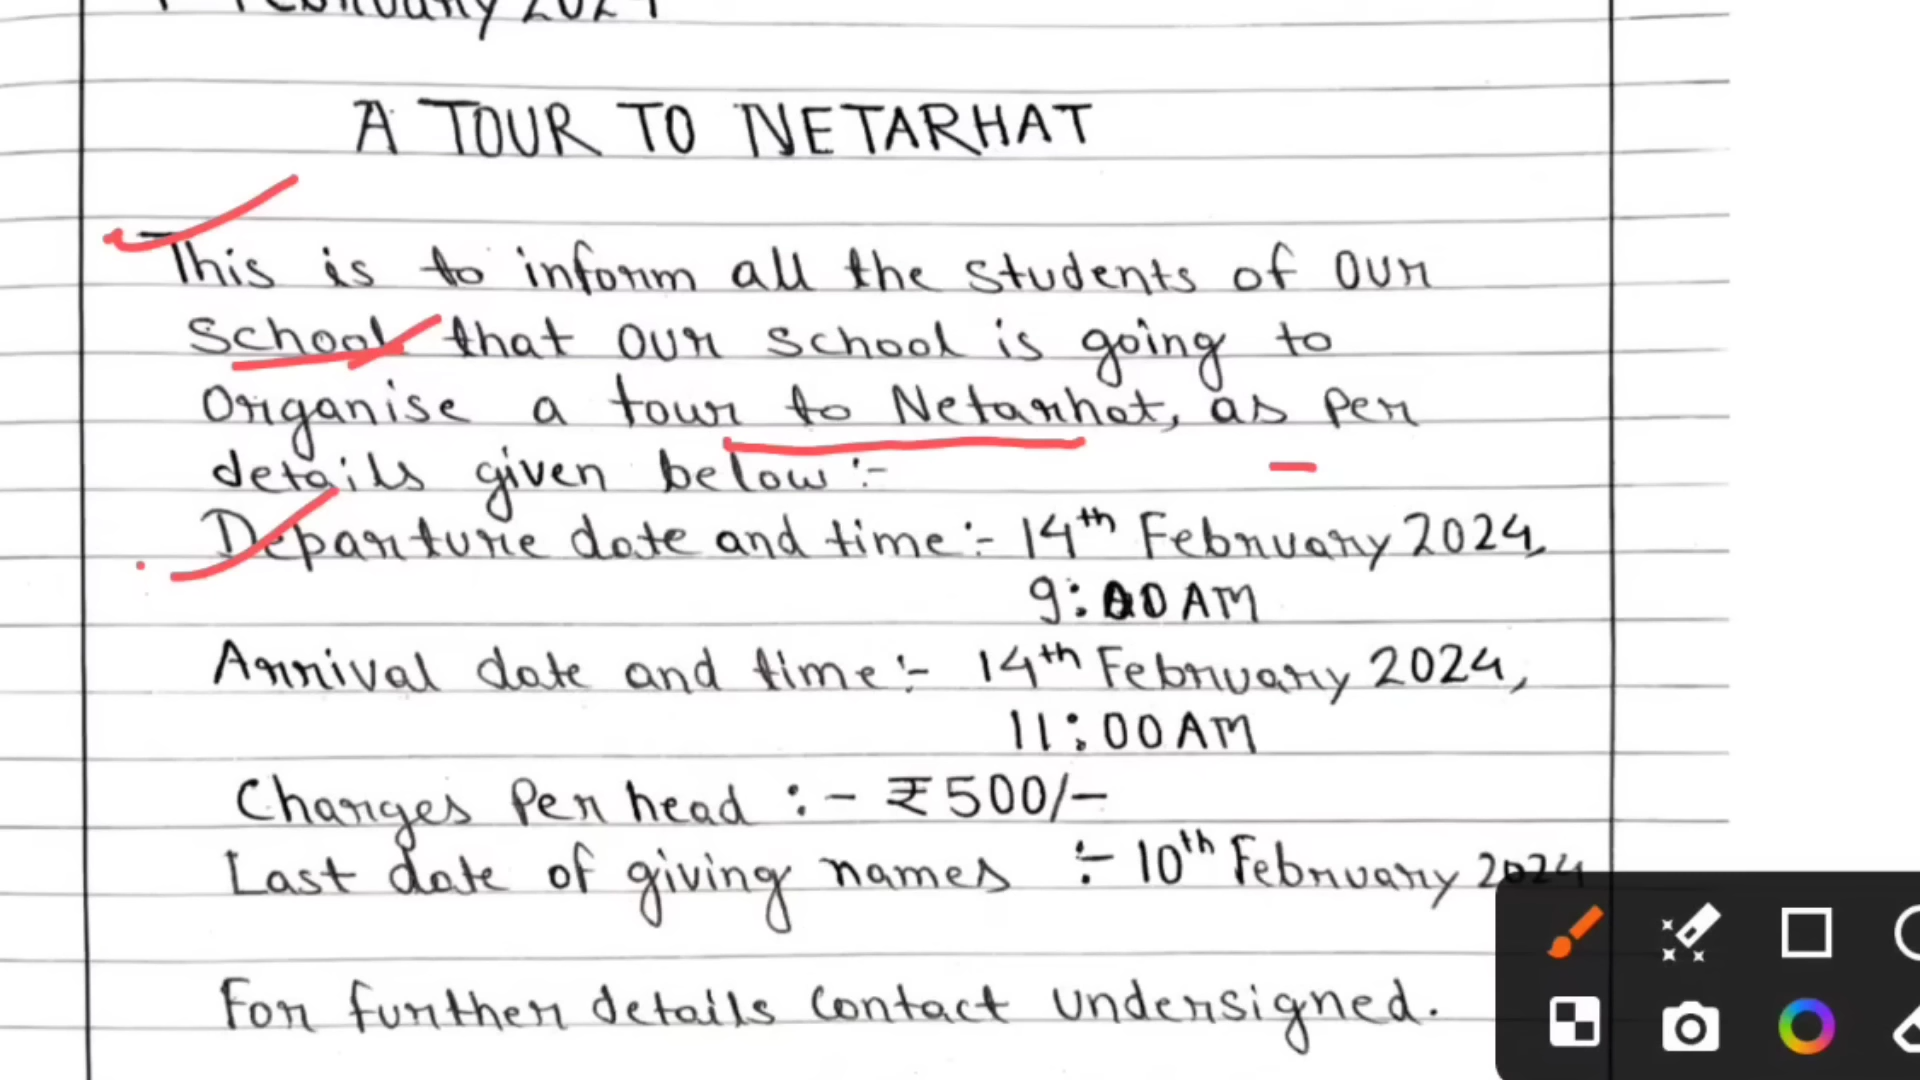 February 2024
A TOUR TO NETARHAT
This is to inform all the students of our
School that our school is going to
Organise a tour to Netarhat, as per
details given below :-
Departure date and time :- 14th February 2024,
9:00 AM
Arrival date and time :- 14th February 2024,
11:00 AM
Charges Per head :- ₹500/-
Last date of giving names :- 10th February 2024
For further details contact undersigned.